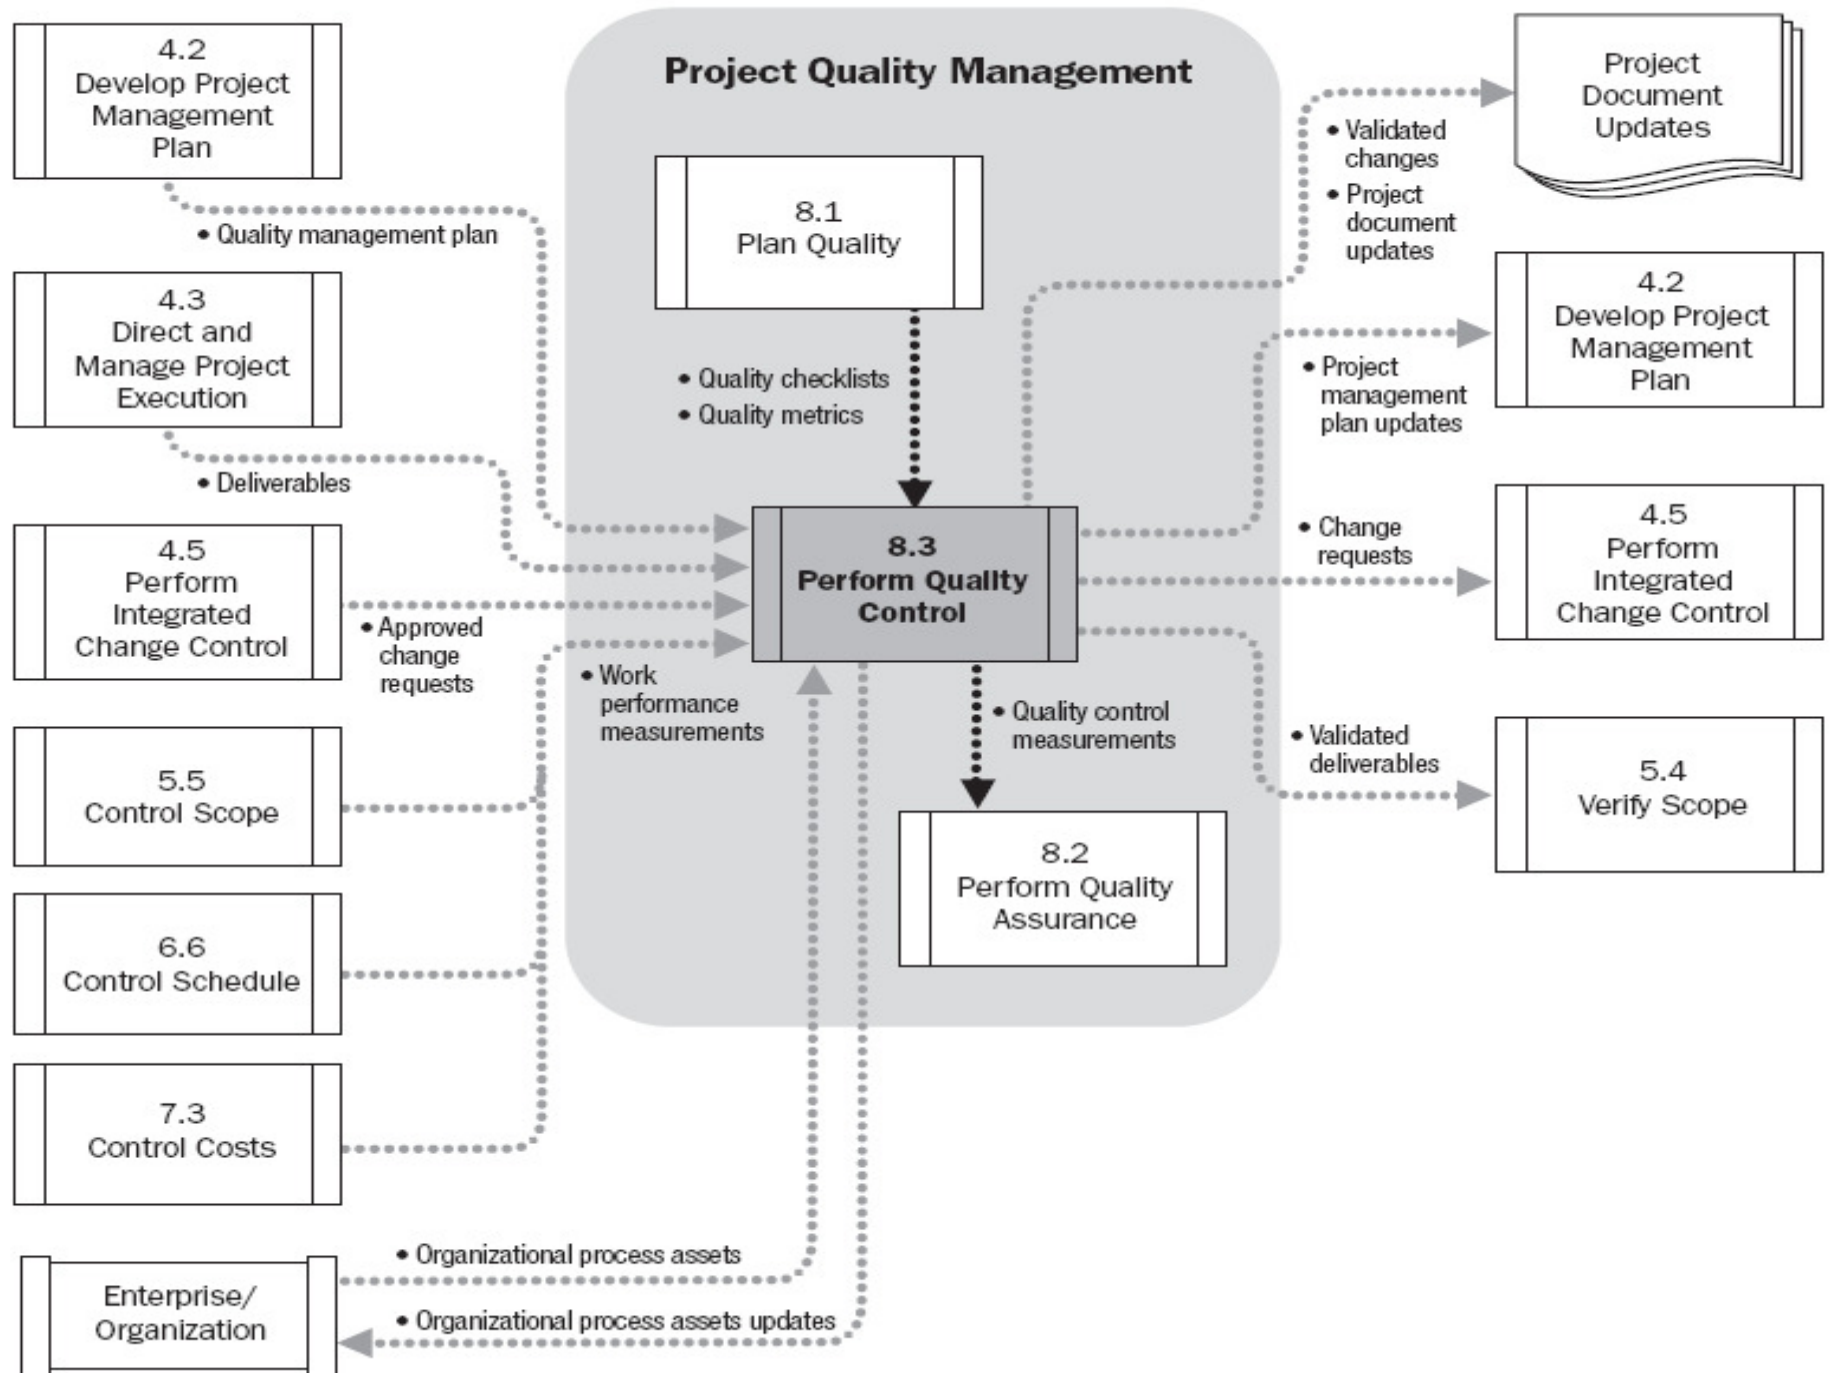 4.2
Develop Project
Management
Plan
• Quality management plan
4.3
Direct and
Manage Project
Execution
• Deliverables
4.5
Perform
Integrated
Change Control
• Approved
change
requests
5.5
Control Scope
6.6
Control Schedule
7.3
Control Costs
• Work
performance
measurements
Enterprise/
Organization
• Organizational process assets
• Organizational process assets updates
Project Quality Management
8.1
Plan Quality
• Quality checklists
• Quality metrics
8.3
Perform Quality
Control
• Quality control
measurements
8.2
Perform Quality
Assurance
• Validated
changes
• Project
document
updates
Project
Document
Updates
• Project
management
plan updates
4.2
Develop Project
Management
Plan
• Change
requests
4.5
Perform
Integrated
Change Control
• Validated
deliverables
5.4
Verify Scope